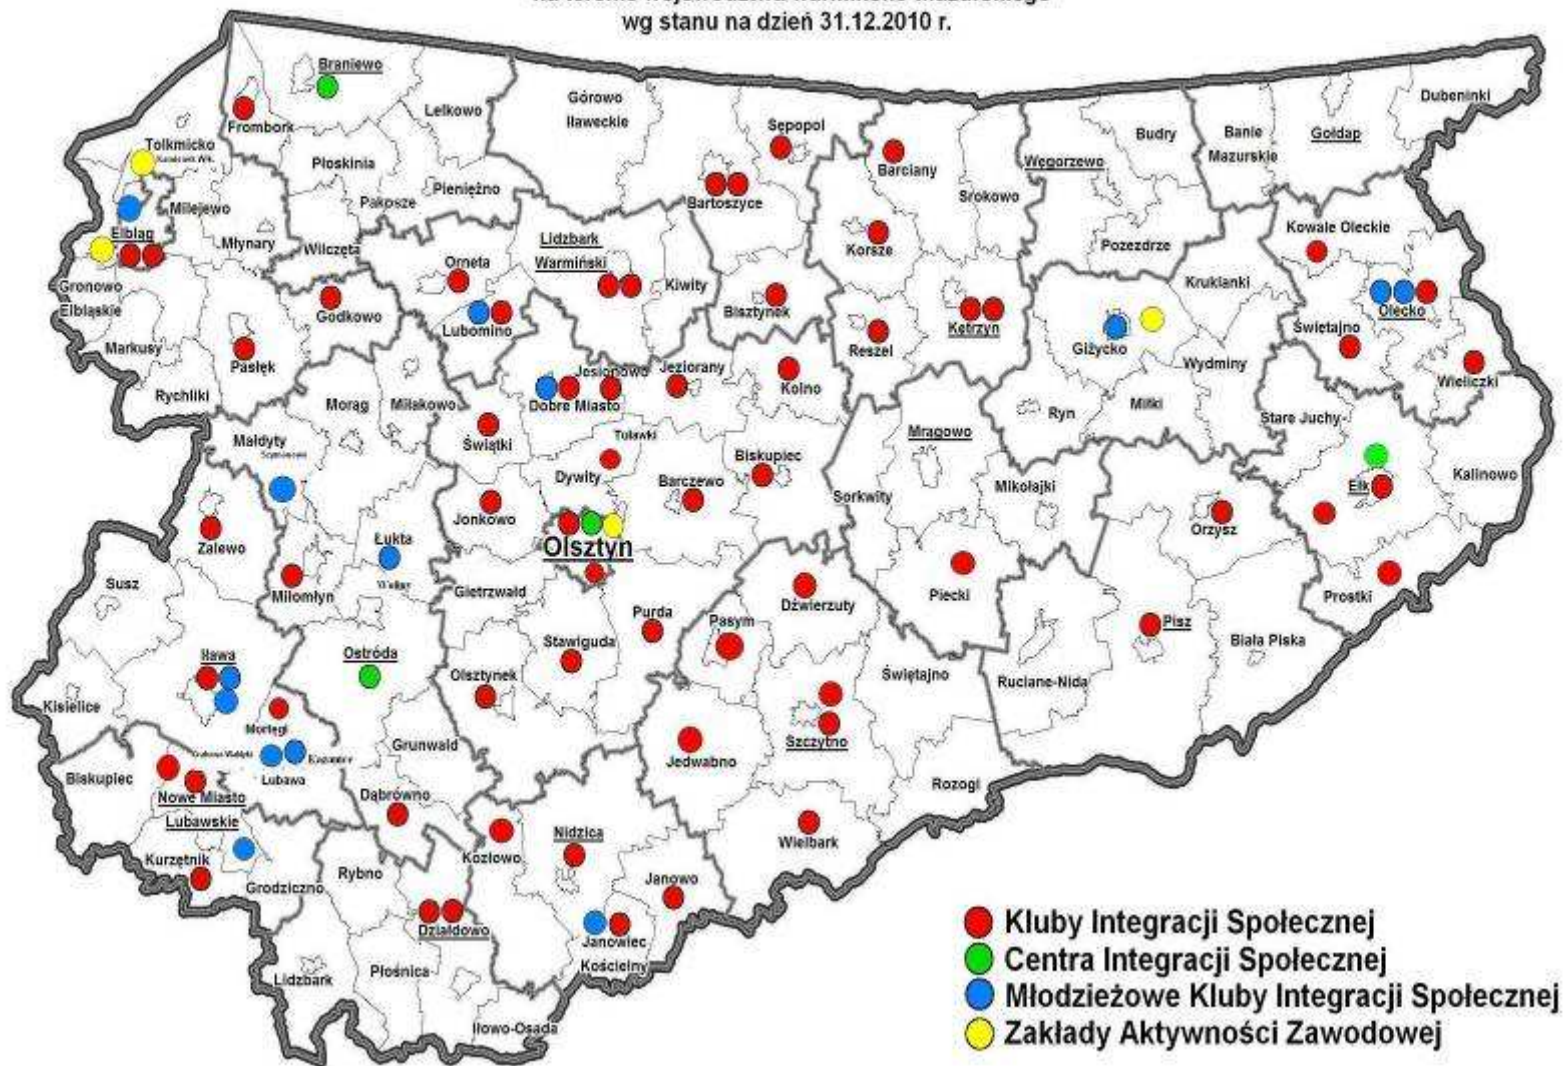 wg stanu na dzień 31.12.2010 r.
Braniewo
Frombork
Lelkowo
Górowo
Iławeckie
Sępopol
Barciany
Budry
Banie
Mazurskie
Gołdap
Dubeninki
Tolkmicko
Płoskinia
Pieniężno
Pakosze
Bartoszyce
Srokowo
Węgorzewo
Milejewo
Elbląg
Młynary
Wilczęta
Lidzbark
Warmiński
Orneta
Kiwity
Korsze
Pozezdrze
Kowale Oleckie
Gronowo
Elbląskie
Godkowo
Lubomino
Bisztynek
Reszel
Kętrzyn
Giżycko
Kruklanki
Olecko
Świętajno
Markusy
Pasłęk
Rychliki
Jesionowo
Jeziorany
Dobre Miasto
Kolno
Wydminy
Wieliczki
Morąg
Miłakowo
Małdyty
Świątki
Tuławki
Mrągowo
Ryn
Miłki
Stare Juchy
Dywity
Barczewo
Biskupiec
Sorkwity
Mikołajki
Ełk
Kalinowo
Zalewo
Jonkowo
Olsztyn
Orzysz
Łukta
Miłomłyn
Gietrzwałd
Susz
Purda
Dźwierzuty
Piecki
Prostki
Iława
Ostróda
Stawiguda
Pasym
Pisz
Biała Piska
Kisielice
Olsztynek
Świętajno
Ruciane-Nida
Mortęgi
Grunwald
Lubawa
Szczytno
Jedwabno
Biskupiec
Nowe Miasto
Lubawskie
Dąbrówno
Rozogi
Kurzętnik
Grodziczno
Rybno
Kozłowo
Nidzica
Wielbark
Janowo
Działdowo
Janowiec
Kościelny
Lidzbark
Płośnica
Iłowo-Osada
Kluby Integracji Społecznej
Centra Integracji Społecznej
Młodzieżowe Kluby Integracji Społecznej
Zakłady Aktywności Zawodowej